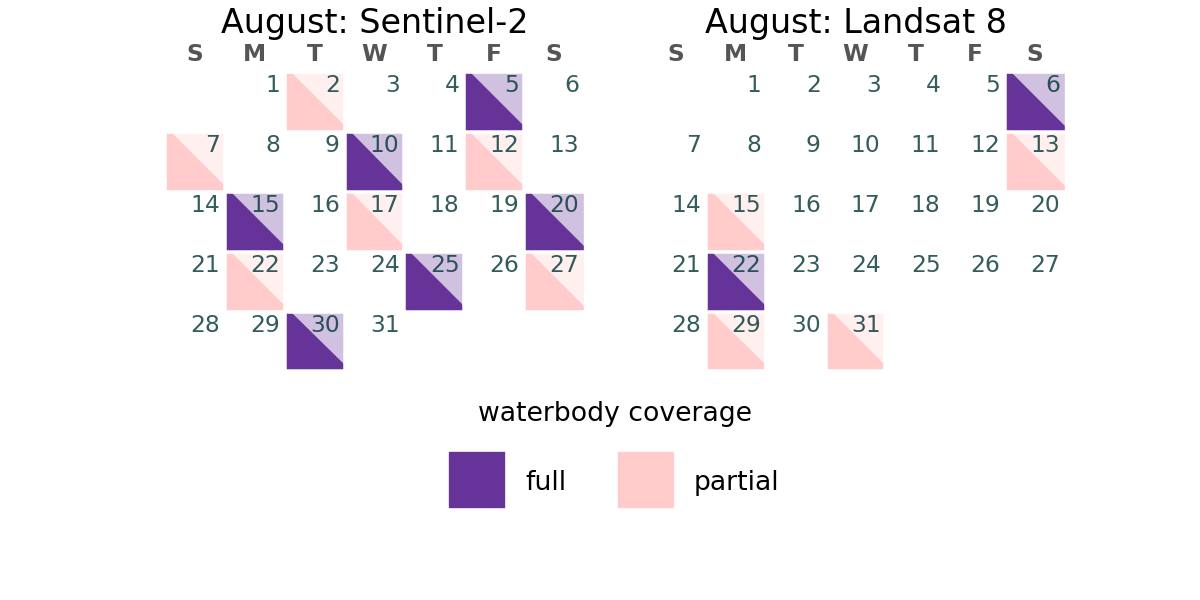 August: Sentinel-2
S M T W T F S
1 2 3 4 5 6
7 8 9 10 11 12 13
14 15 16 17 18 19 20
21 22 23 24 25 26 27
28 29 30 31
August: Landsat 8
S M T W T F S
1 2 3 4 5 6
7 8 9 10 11 12 13
14 15 16 17 18 19 20
21 22 23 24 25 26 27
28 29 30 31
waterbody coverage
full partial